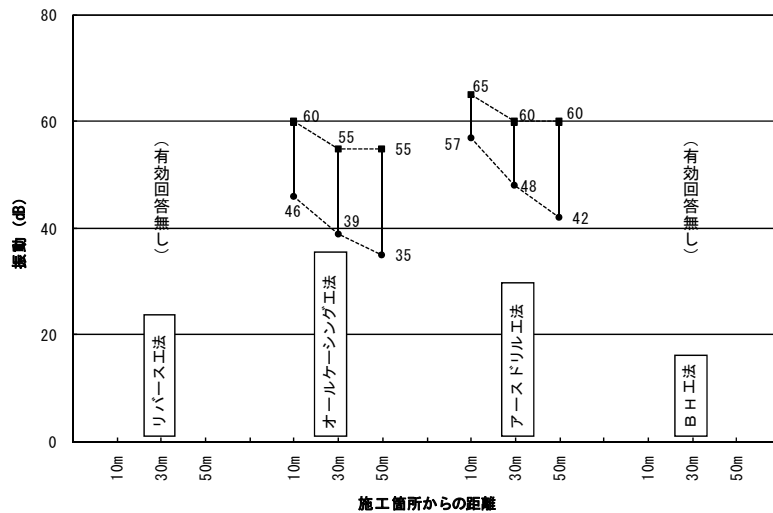 80
60
40
20
0
振動 (dB)
(有効回答無し)
60
55
55
46
39
35
65
60
60
57
48
42
(有効回答無し)
リバース工法
オールケーシング工法
アースドリル工法
BH工法
10m
30m
50m
10m
30m
50m
10m
30m
50m
10m
30m
50m
施工箇所からの距離